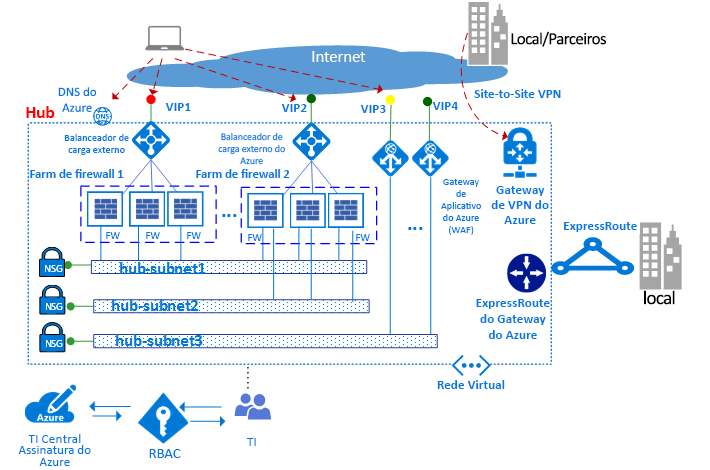 Internet
Local/Parceiros
DNS do
Azure
DNS
Hub
VIP1
VIP2
VIP3
VIP4
Site-to-Site VPN
Balanceador de
carga externo
Balanceador de
carga externo do
Azure
Farm de firewall 1
Farm de firewall 2
...
Gateway
de
Aplicativo
do Azure
(WAF)
...
Gateway
de VPN do
Azure
FW
FW
FW
FW
ExpressRoute
NSG
hub-subnet1
NSG
hub-subnet2
NSG
hub-subnet3
ExpressRoute
do Gateway
do Azure
local
Rede Virtual
Azure
TI Central
Assinatura do
Azure
RBAC
TI